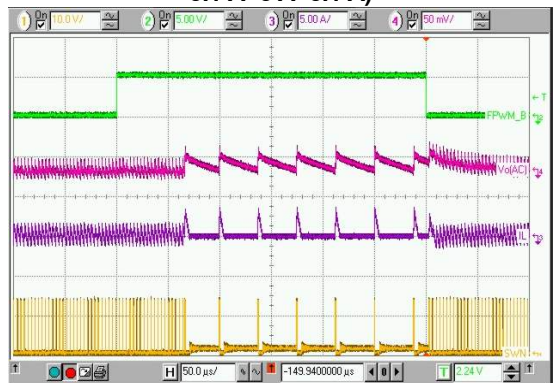 1 On 10.0 V/ 2 On 5.00 V/ 3 On 5.00 A/ 4 On 50 mV/
T
FPWM_B
Vo(AC)
IL
SWN
H 50.0 µs/ -149.9400000 µs 0 T 2.24 V